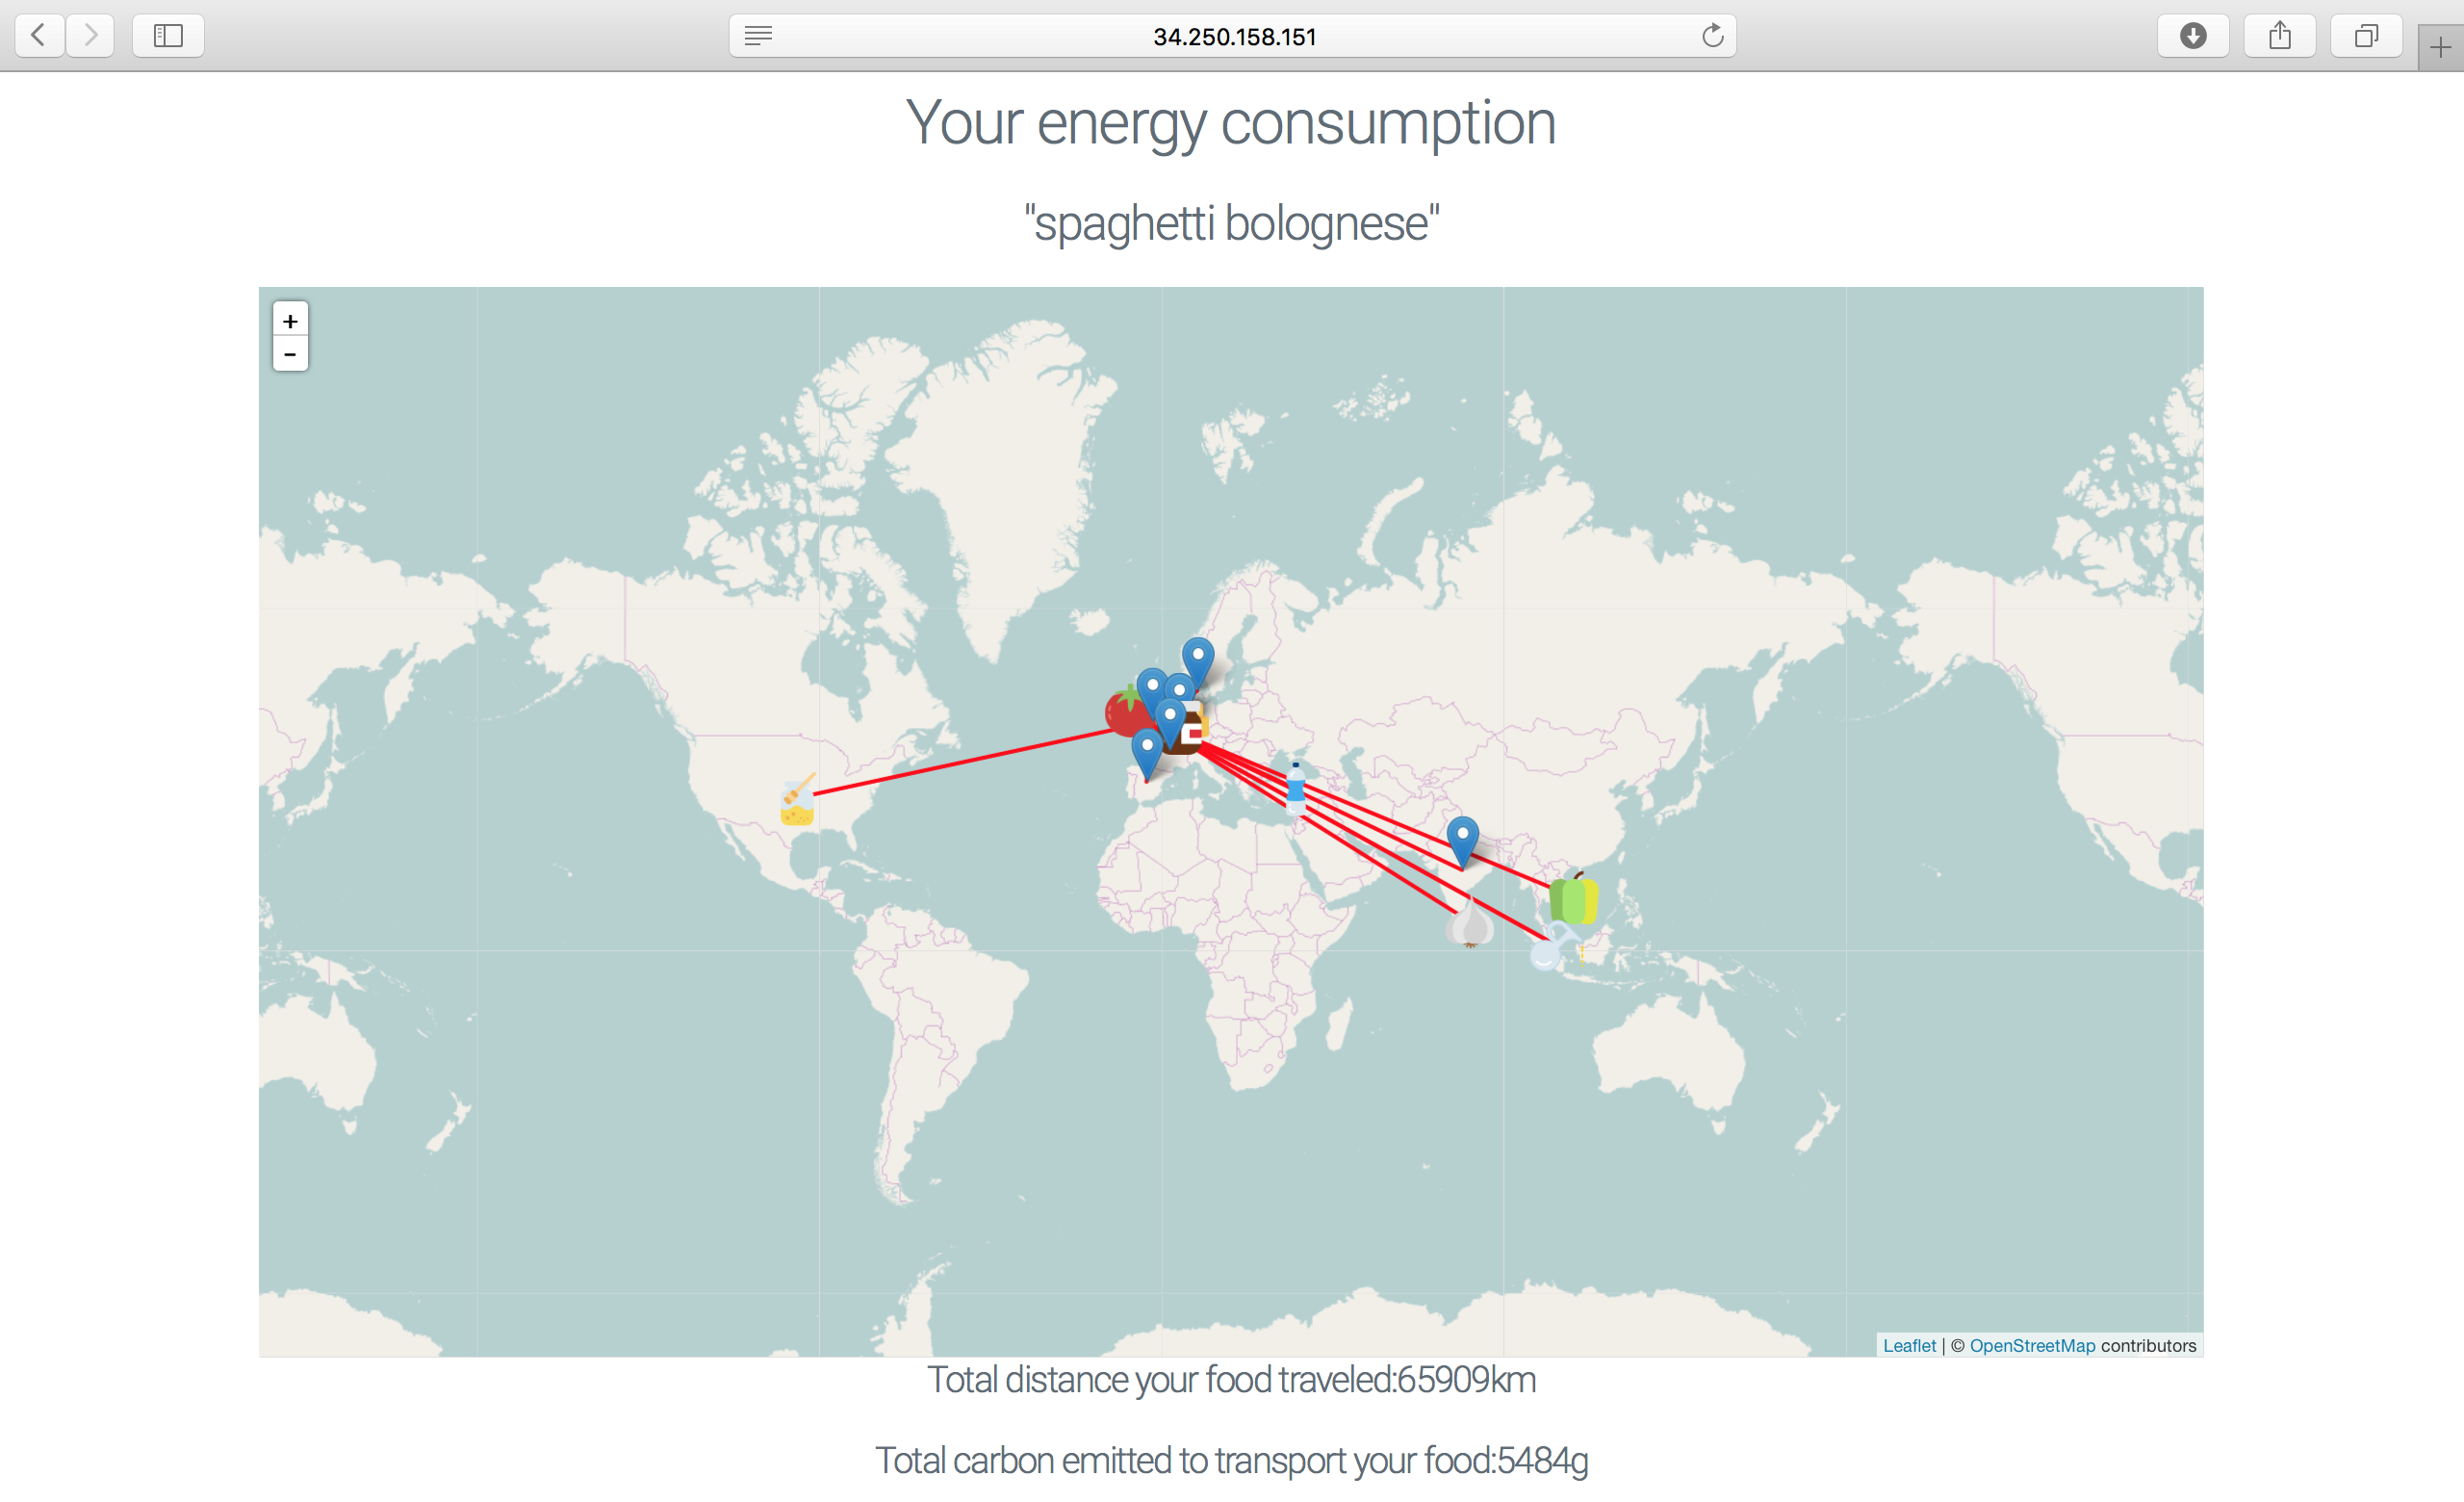 34.250.158.151
Your energy consumption
"spaghetti bolognese"
+
-
Leaflet | © OpenStreetMap contributors
Total distance your food traveled:65909km
Total carbon emitted to transport your food:5484g